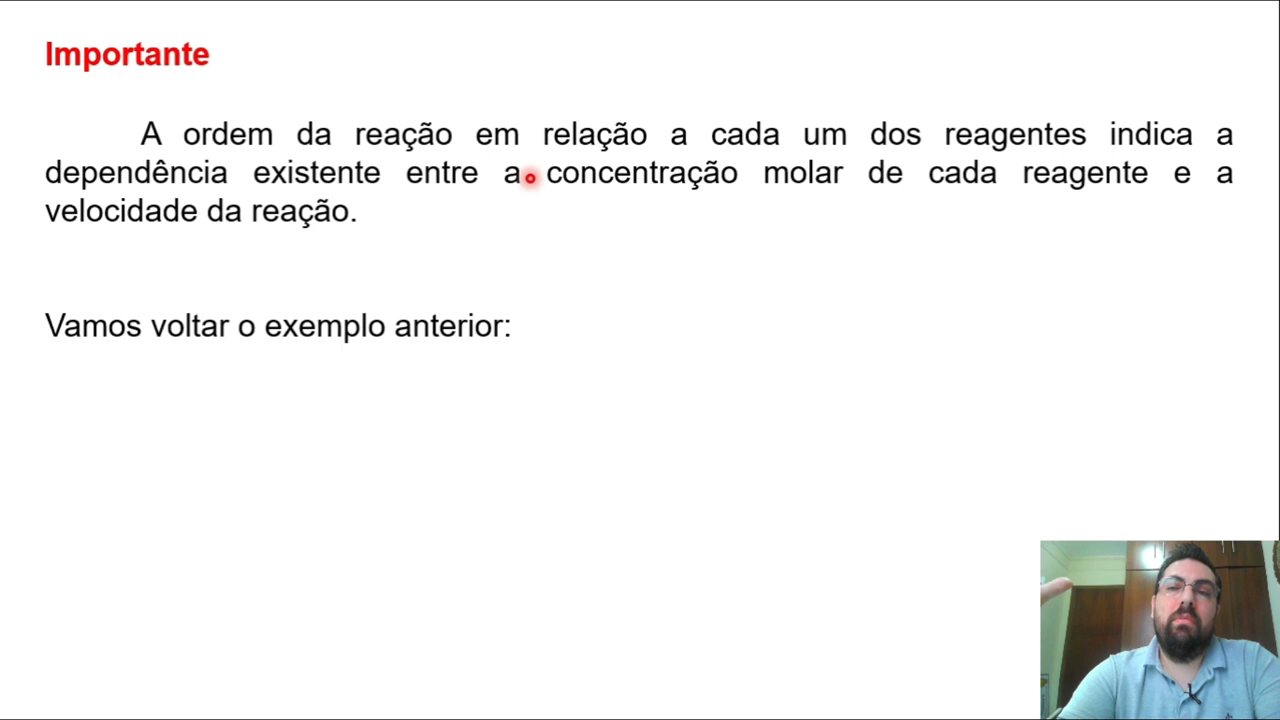 Importante
A ordem da reação em relação a cada um dos reagentes indica a
dependência existente entre a concentração molar de cada reagente e a
velocidade da reação.
Vamos voltar o exemplo anterior: